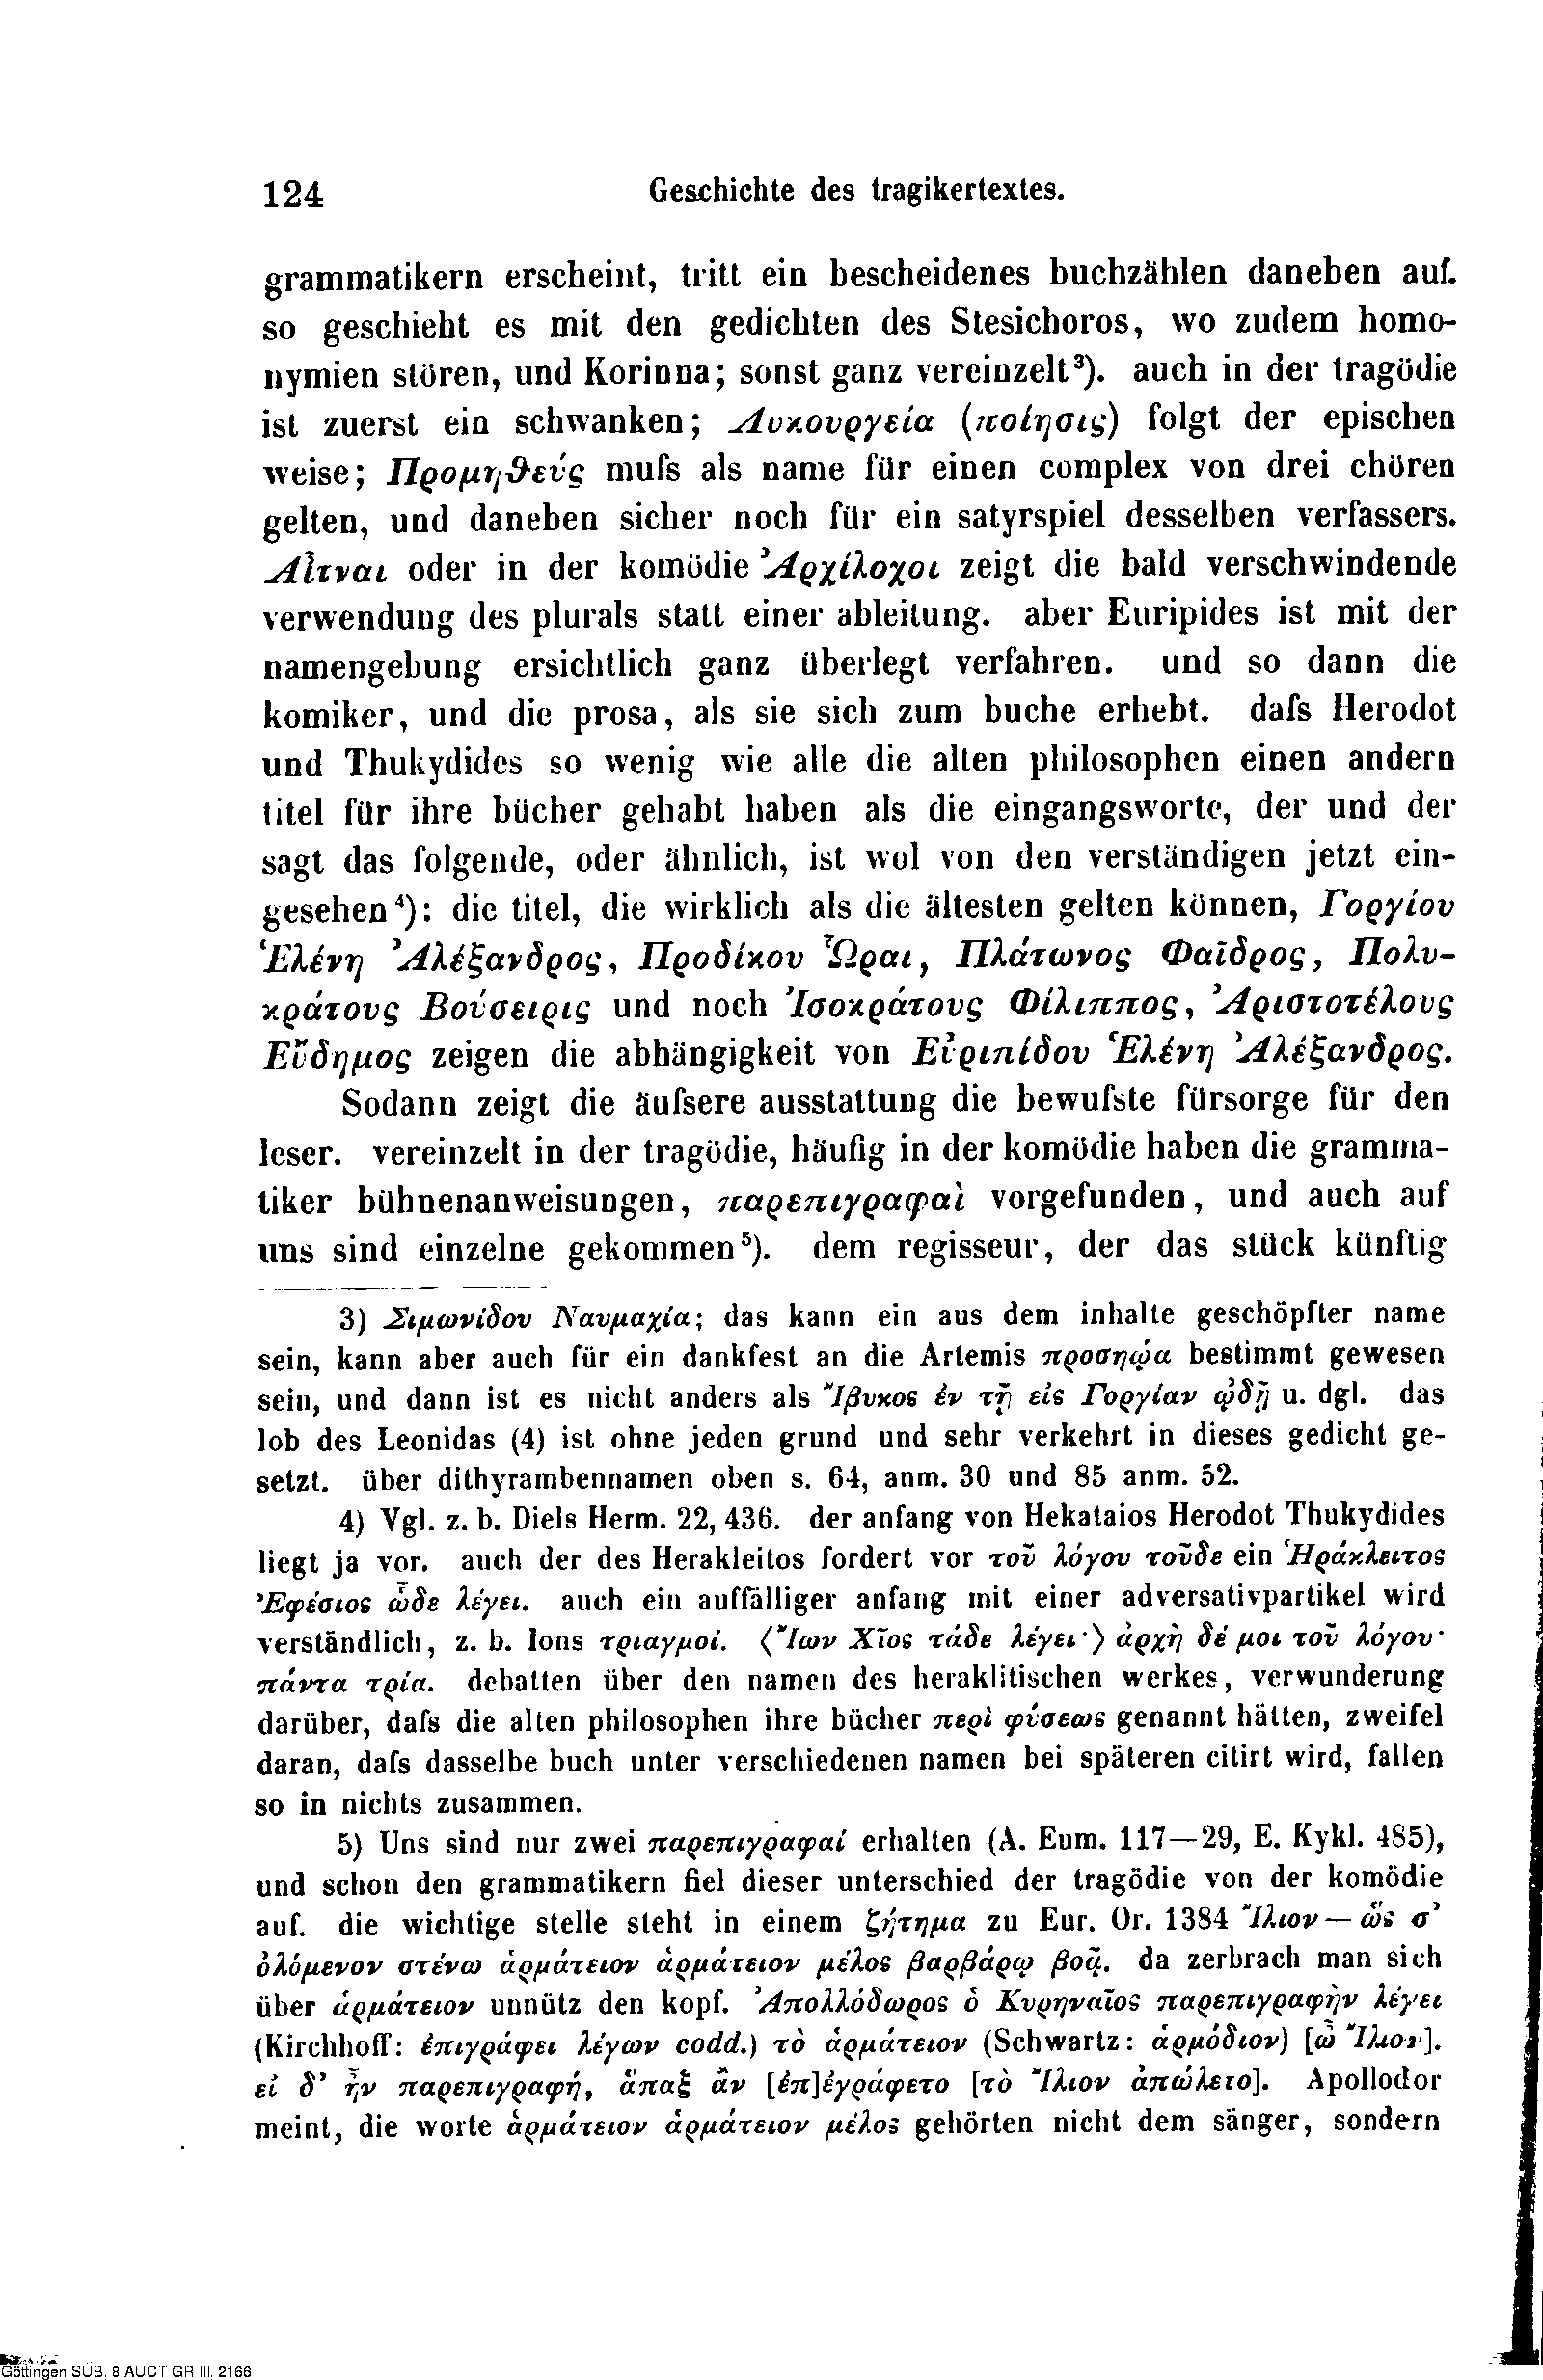 124 Geschichte des tragikertextes.
grammatikern erscheint, tritt ein bescheidenes buchzählen daneben auf.
so geschieht es mit den gedichten des Stesichoros, wo zudem homo-
nymien stören, und Korinna; sonst ganz vereinzelt³). auch in der tragödie
ist zuerst ein schwanken; Λυκουργεία (ποίησις) folgt der epischen
weise; Προμηθεύς muſs als name für einen complex von drei chören
gelten, und daneben sicher noch für ein satyrspiel desselben verfassers.
Αἶτναι oder in der komödie Ἀρχίλοχοι zeigt die bald verschwindende
verwendung des plurals statt einer ableitung. aber Euripides ist mit der
namengebung ersichtlich ganz überlegt verfahren. und so dann die
komiker, und die prosa, als sie sich zum buche erhebt. daſs Herodot
und Thukydides so wenig wie alle die alten philosophen einen andern
titel für ihre bücher gehabt haben als die eingangsworte, der und der
sagt das folgende, oder ähnlich, ist wol von den verständigen jetzt ein-
gesehen⁴): die titel, die wirklich als die ältesten gelten können, Γοργίου
Ἑλένη Ἀλέξανδρος, Προδίκου Ὧραι, Πλάτωνος Φαῖδρος, Πολυ-
κράτους Βούσειρις und noch Ἰσοκράτους Φίλιππος, Ἀριστοτέλους
Εὔδημος zeigen die abhängigkeit von Εὐριπίδου Ἑλένη Ἀλέξανδρος.
Sodann zeigt die äuſsere ausstattung die bewuſste fürsorge für den
leser. vereinzelt in der tragödie, häufig in der komödie haben die gramma-
tiker bühnenanweisungen, παρεπιγραφαὶ vorgefunden, und auch auf
uns sind einzelne gekommen⁵). dem regisseur, der das stück künftig
3) Σιμωνίδου Ναυμαχία; das kann ein aus dem inhalte geschöpfter name
sein, kann aber auch für ein dankfest an die Artemis προσηῴα bestimmt gewesen
sein, und dann ist es nicht anders als Ἴβυκος ἐν τῇ εἰς Γοργίαν ᾠδῇ u. dgl. das
lob des Leonidas (4) ist ohne jeden grund und sehr verkehrt in dieses gedicht ge-
setzt. über dithyrambennamen oben s. 64, anm. 30 und 85 anm. 52.
4) Vgl. z. b. Diels Herm. 22, 436. der anfang von Hekataios Herodot Thukydides
liegt ja vor. auch der des Herakleitos fordert vor τοῦ λόγου τοῦδε ein Ἡράκλειτος
Ἐφέσιος ὧδε λέγει. auch ein auffälliger anfang mit einer adversativpartikel wird
verständlich, z. b. Ions τριαγμοί. ⟨Ἴων Χῖος τάδε λέγει·⟩ ἀρχὴ δέ μοι τοῦ λόγου·
πάντα τρία. debatten über den namen des heraklitischen werkes, verwunderung
darüber, daſs die alten philosophen ihre bücher περὶ φύσεως genannt hätten, zweifel
daran, daſs dasselbe buch unter verschiedenen namen bei späteren citirt wird, fallen
so in nichts zusammen.
5) Uns sind nur zwei παρεπιγραφαί erhalten (A. Eum. 117—29, E. Kykl. 485),
und schon den grammatikern fiel dieser unterschied der tragödie von der komödie
auf. die wichtige stelle steht in einem ζήτημα zu Eur. Or. 1384 Ἴλιον — ὥς σ᾽
ὀλόμενον στένω ἁρμάτειον ἁρμάτειον μέλος βαρβάρῳ βοᾷ. da zerbrach man sich
über ἁρμάτειον unnütz den kopf. Ἀπολλόδωρος ὁ Κυρηναῖος παρεπιγραφὴν λέγει
(Kirchhoff: ἐπιγράφει λέγων codd.) τὸ ἁρμάτειον (Schwartz: ἁρμόδιον) [ὦ Ἴλιον].
εἰ δ᾽ ἦν παρεπιγραφή, ἅπαξ ἂν [ἐπ]έγράφετο [τὸ Ἴλιον ἀπώλετο]. Apollodor
meint, die worte ἁρμάτειον ἁρμάτειον μέλος gehörten nicht dem sänger, sondern
Göttingen SUB, 8 AUCT GR III, 2166